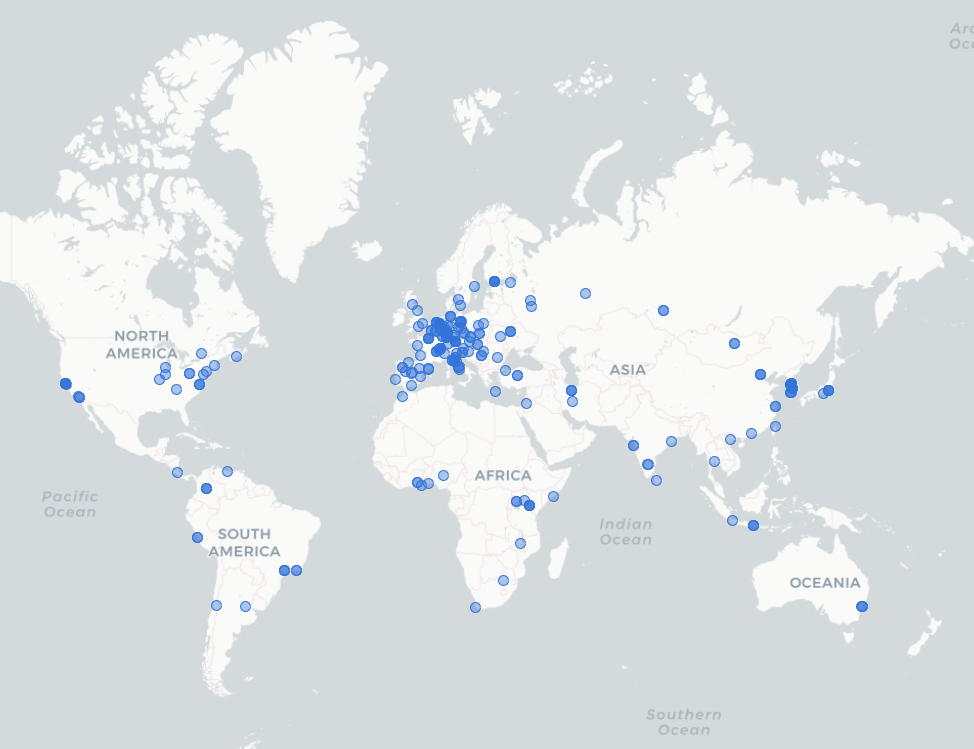 Arc
Oce
NORTH
AMERICA
ASIA
Pacific
Ocean
AFRICA
SOUTH
AMERICA
Indian
Ocean
OCEANIA
Southern
Ocean